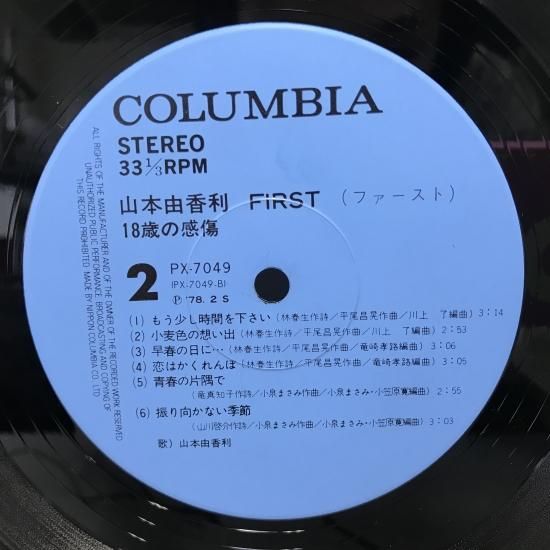 COLUMBIA
STEREO
33 1/3 RPM
山本由香利 FiRST (ファースト)
18歳の感傷
2
PX-7049
(PX-7049-B)
Ⓟ '78. 2 S
(1) もう少し時間を下さい (林春生作詩/平尾昌晃作曲/川上 了編曲) 3:14
(2) 小麦色の想い出 (林春生作詩/平尾昌晃作曲/川上 了編曲) 2:53
(3) 早春の日に… (林春生作詩/平尾昌晃作曲/竜崎孝路編曲) 3:06
(4) 恋はかくれんぼ (林春生作詩/平尾昌晃作曲/竜崎孝路編曲) 3:05
(5) 青春の片隅で
(竜真知子作詩/小泉まさみ作曲/小泉まさみ・小笠原寛編曲) 2:55
(6) 振り向かない季節
(山川啓介作詩/小泉まさみ作曲/小泉まさみ・小笠原寛編曲) 3:03
歌) 山本由香利
ALL RIGHTS OF THE MANUFACTURER AND OF THE OWNER OF THE RECORDED WORK RESERVED
UNAUTHORIZED PUBLIC PERFORMANCE, BROADCASTING AND COPYING OF
THIS RECORD PROHIBITED MADE BY NIPPON COLUMBIA CO. LTD.